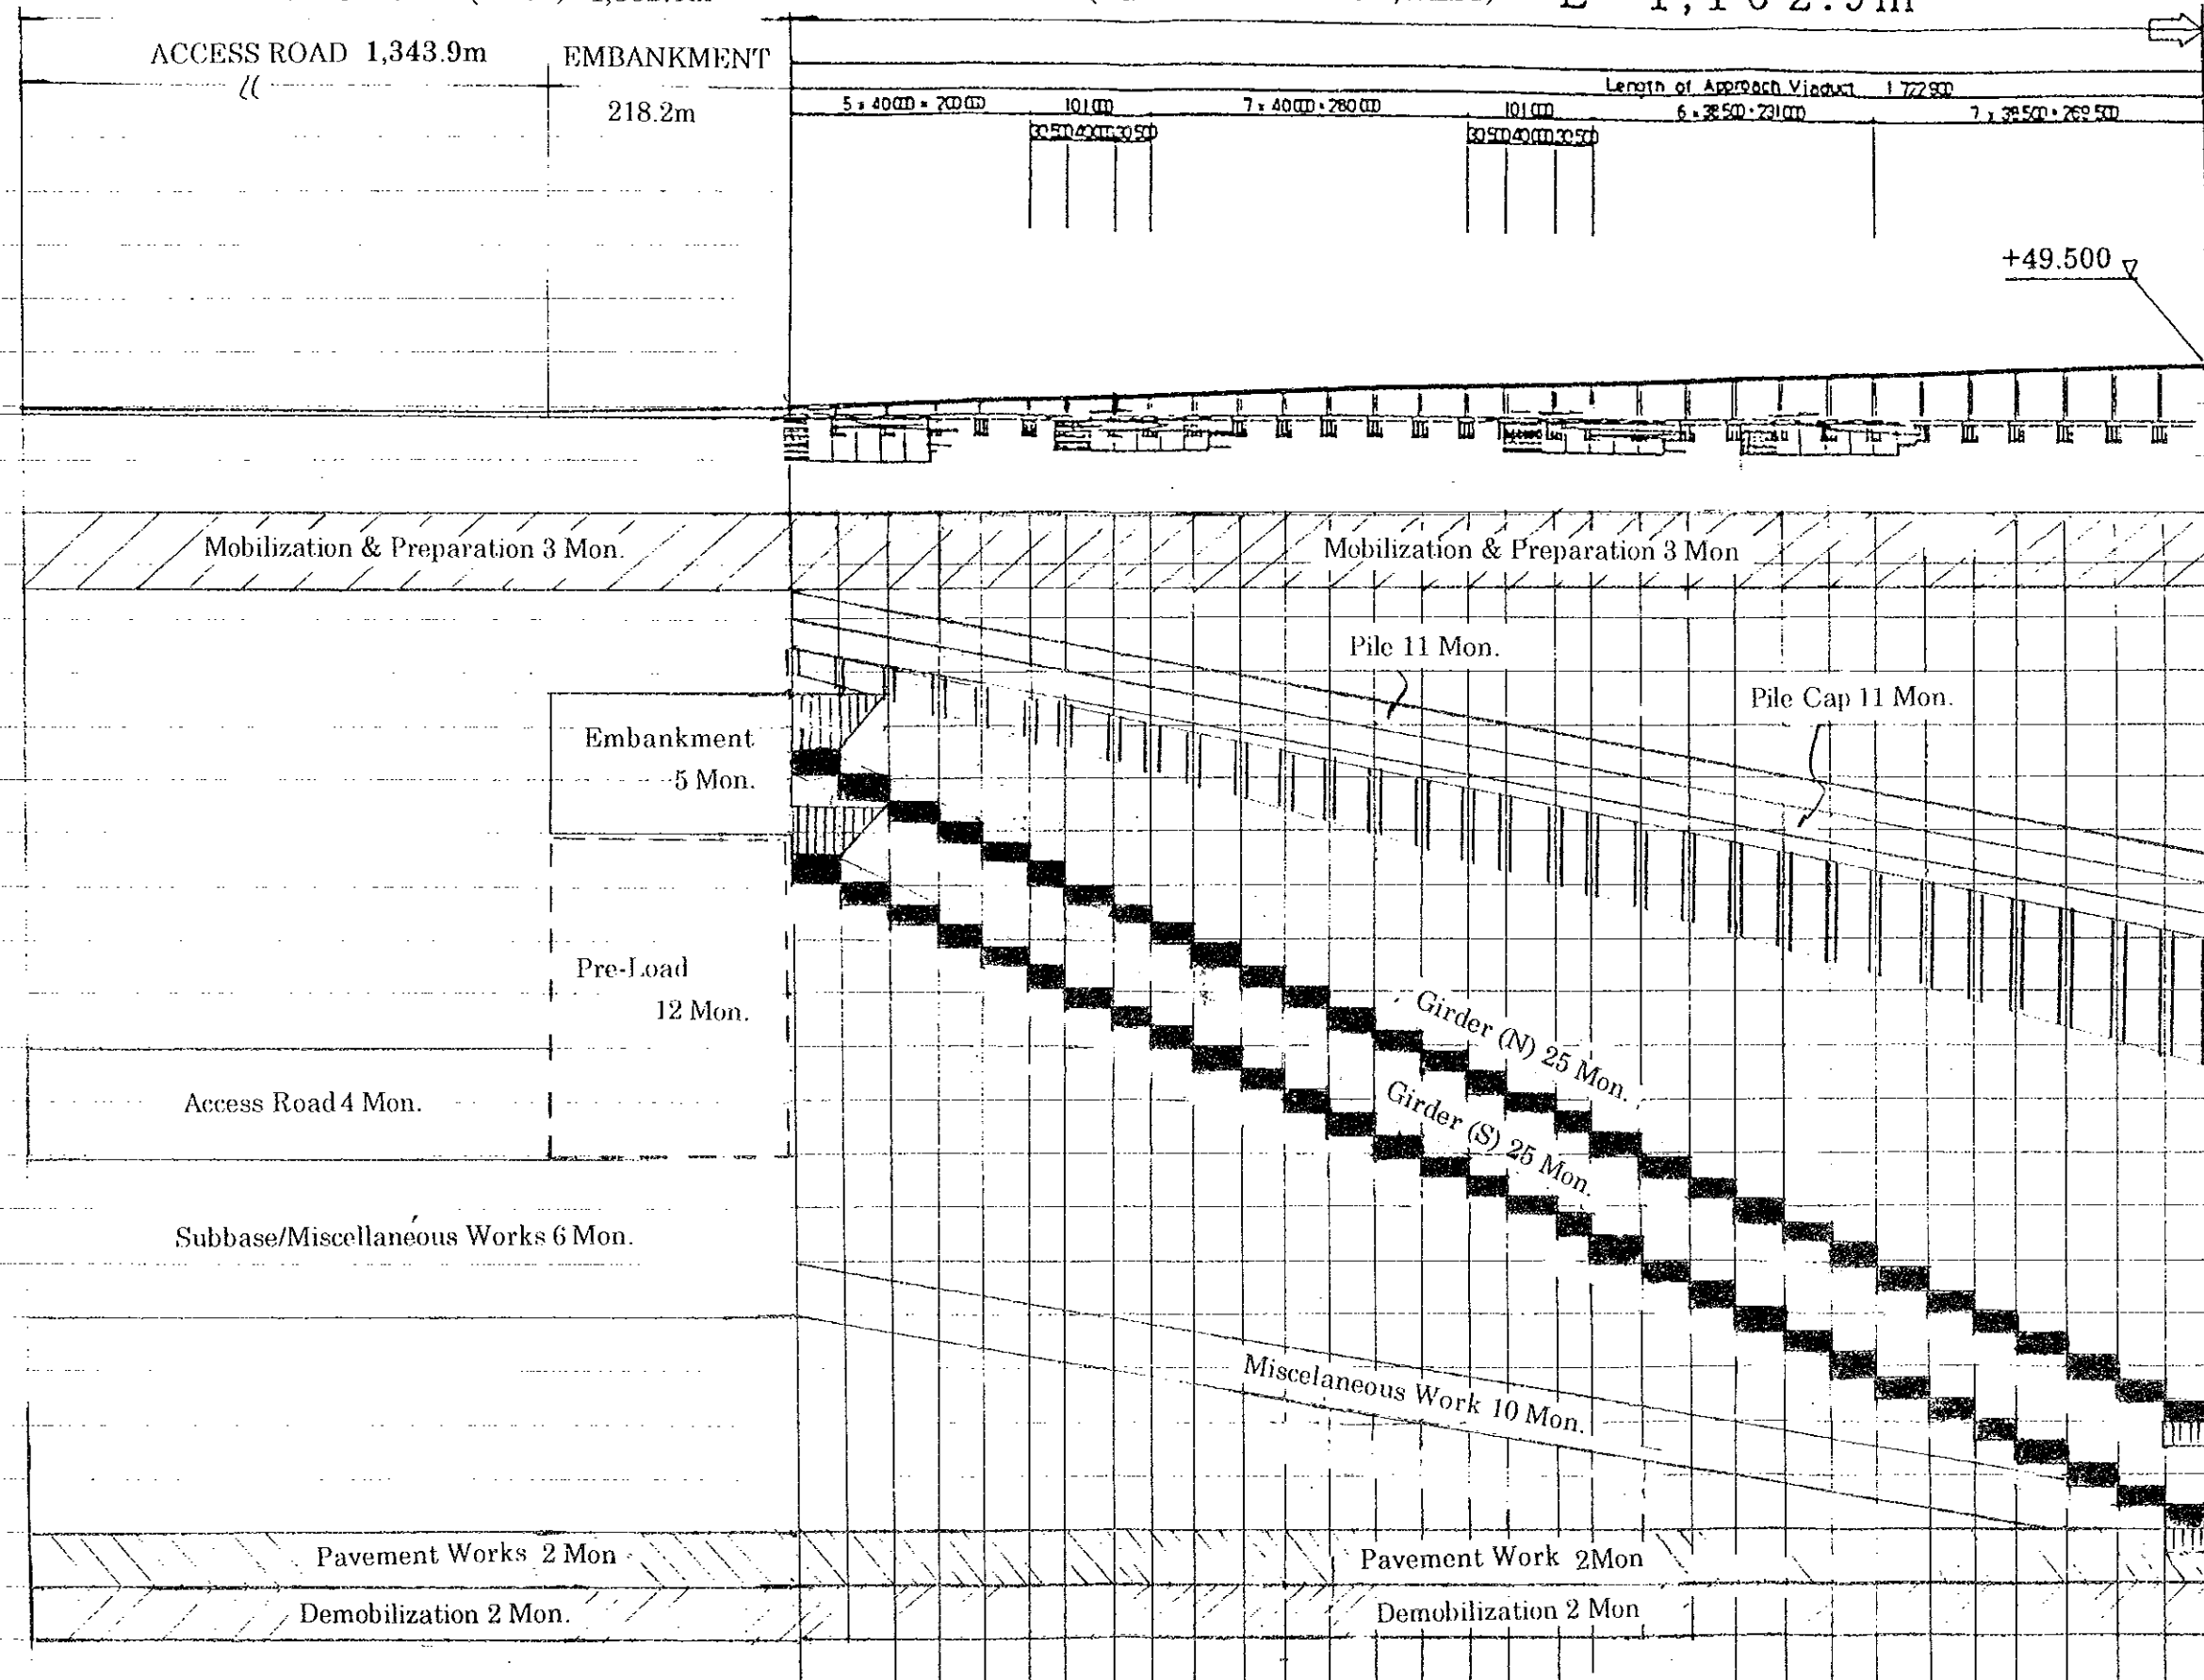 ACCESS ROAD 1,343.9m
EMBANKMENT
218.2m
Length of Approach Viaduct 1 722 900
5 x 40 000 = 200 000
101 000
7 x 40 000 = 280 000
101 000
6 x 38 500 = 231 000
7 x 38 500 = 269 500
30 500 40 000 30 500
30 500 40 000 30 500
+49.500
Mobilization & Preparation 3 Mon.
Mobilization & Preparation 3 Mon
Pile 11 Mon.
Pile Cap 11 Mon.
Embankment
5 Mon.
Pre-Load
12 Mon.
Girder (N) 25 Mon.
Girder (S) 25 Mon.
Access Road 4 Mon.
Subbase/Miscellaneous Works 6 Mon.
Miscelaneous Work 10 Mon.
Pavement Works 2 Mon
Pavement Work 2Mon
Demobilization 2 Mon.
Demobilization 2 Mon